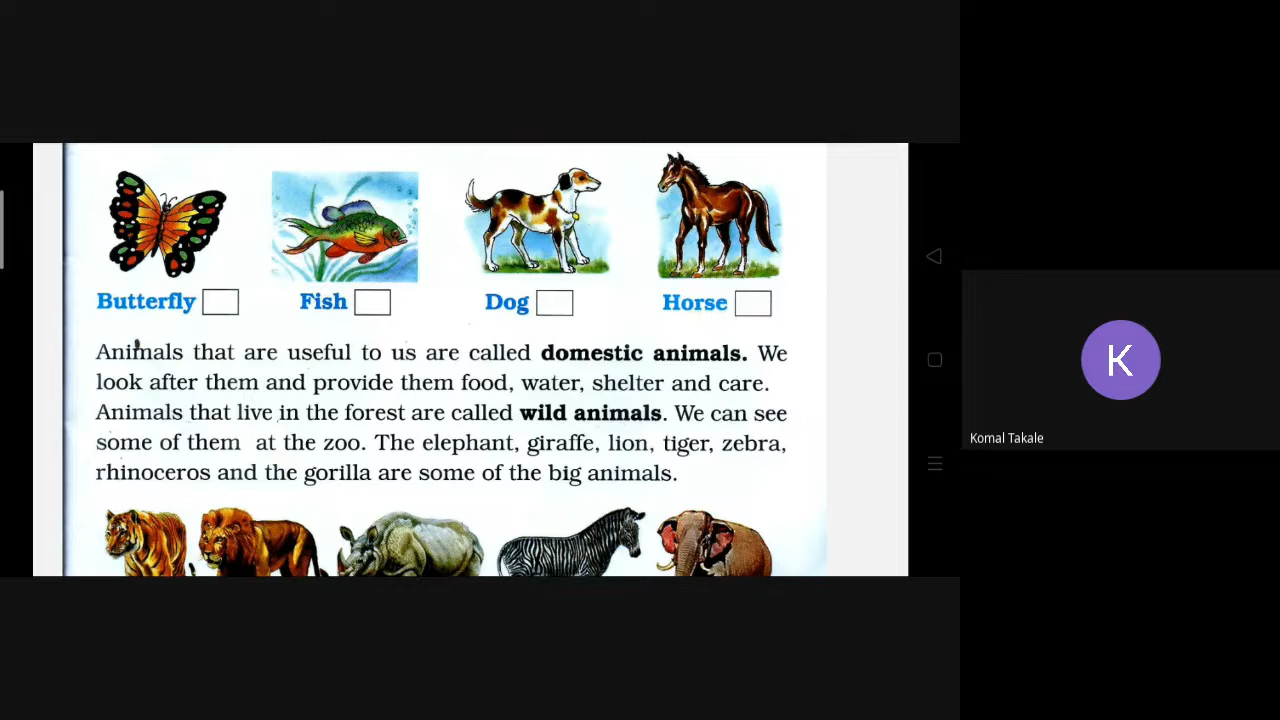 Butterfly Fish Dog Horse
Animals that are useful to us are called domestic animals. We
look after them and provide them food, water, shelter and care.
Animals that live in the forest are called wild animals. We can see
some of them at the zoo. The elephant, giraffe, lion, tiger, zebra,
rhinoceros and the gorilla are some of the big animals.
K
Komal Takale